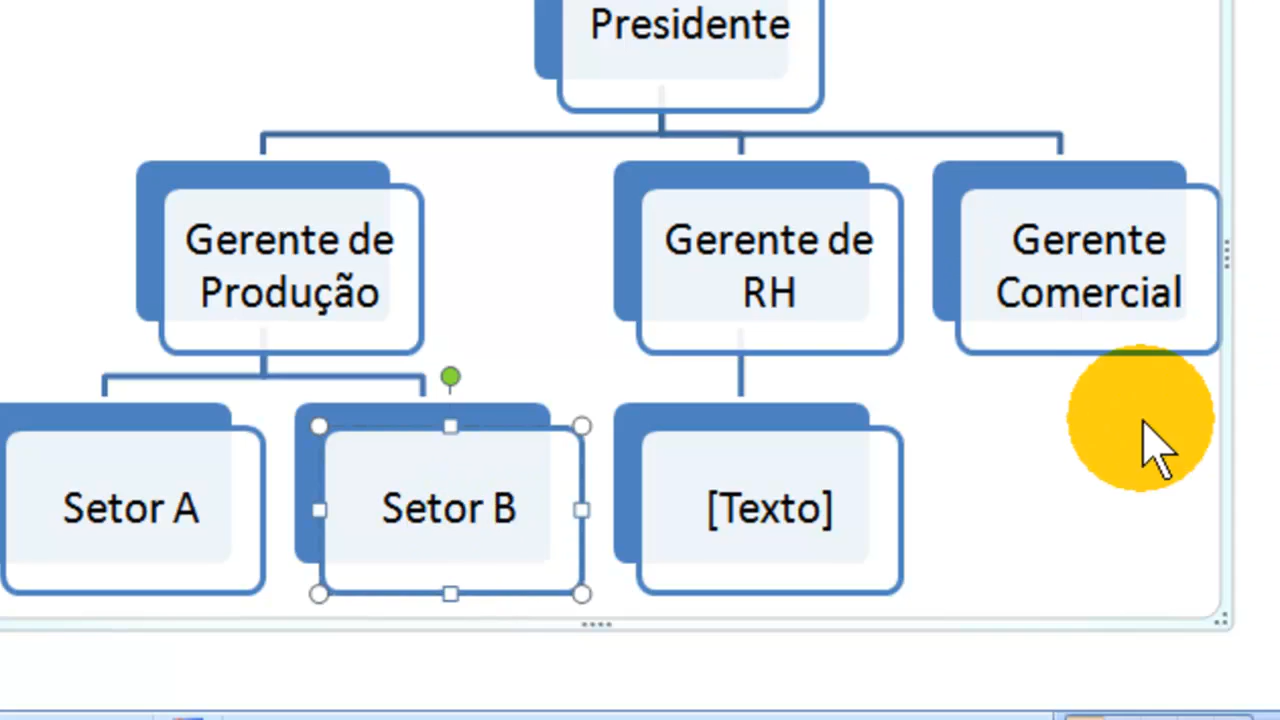 Presidente
Gerente de
Produção
Gerente de
RH
Gerente
Comercial
Setor A
Setor B
[Texto]